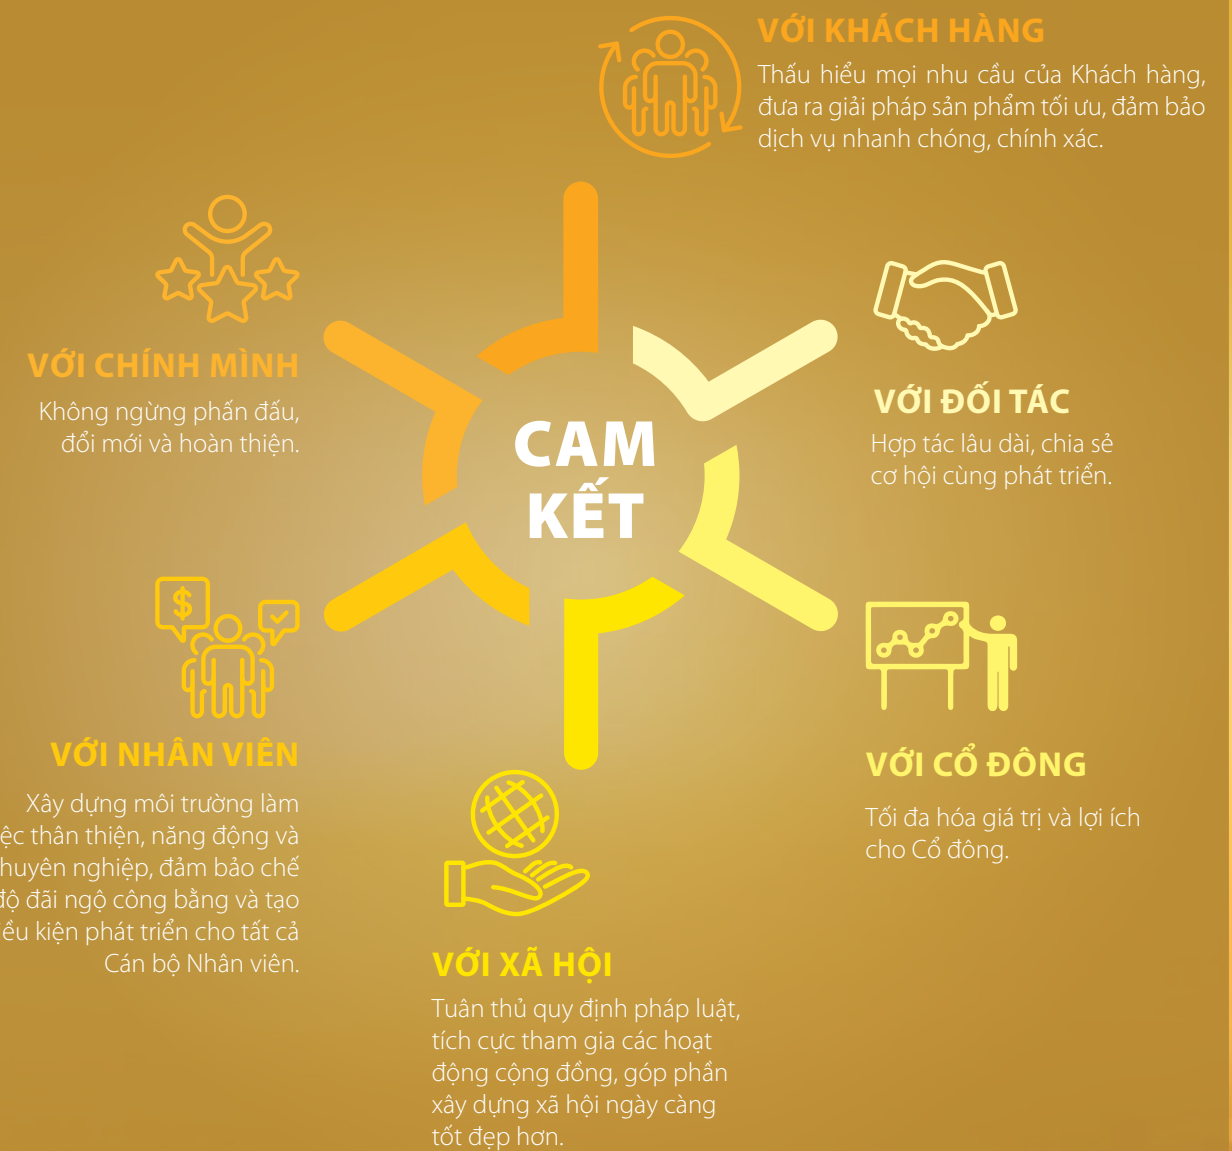 VỚI KHÁCH HÀNG
Thấu hiểu mọi nhu cầu của Khách hàng,
đưa ra giải pháp sản phẩm tối ưu, đảm bảo
dịch vụ nhanh chóng, chính xác.
VỚI CHÍNH MÌNH
Không ngừng phấn đấu,
đổi mới và hoàn thiện.
CAM
KẾT
VỚI ĐỐI TÁC
Hợp tác lâu dài, chia sẻ
cơ hội cùng phát triển.
$
VỚI NHÂN VIÊN
Xây dựng môi trường làm
ệc thân thiện, năng động và
huyên nghiệp, đảm bảo chế
độ đãi ngộ công bằng và tạo
ều kiện phát triển cho tất cả
Cán bộ Nhân viên.
VỚI CỔ ĐÔNG
Tối đa hóa giá trị và lợi ích
cho Cổ đông.
VỚI XÃ HỘI
Tuân thủ quy định pháp luật,
tích cực tham gia các hoạt
động cộng đồng, góp phần
xây dựng xã hội ngày càng
tốt đẹp hơn.